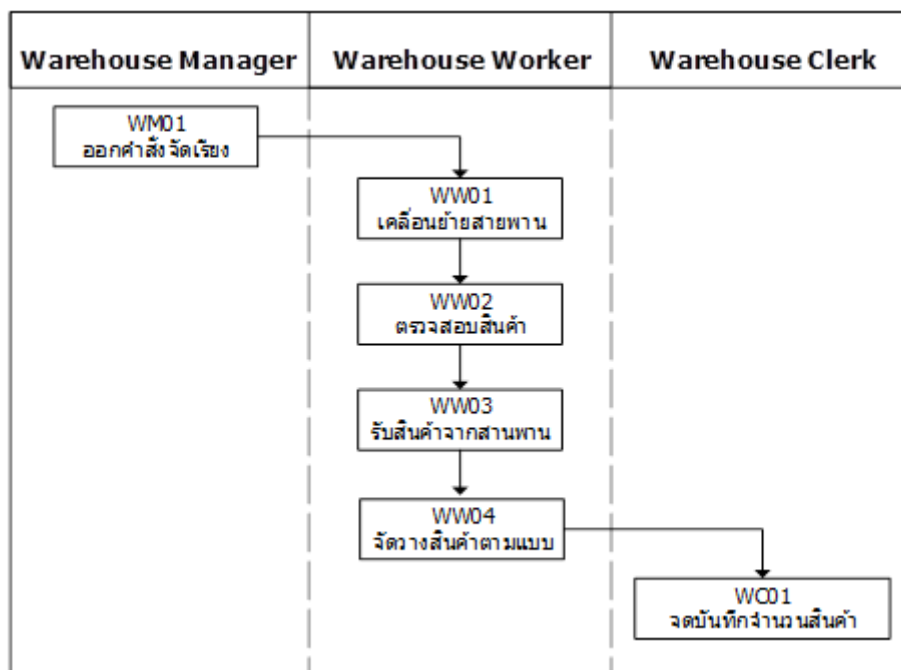 Warehouse Manager
Warehouse Worker
Warehouse Clerk
WM01
ออกคำสั่งจัดเรียง
WW01
เคลื่อนย้ายสายพาน
WW02
ตรวจสอบสินค้า
WW03
รับสินค้าจากสานพาน
WW04
จัดวางสินค้าตามแบบ
WC01
จดบันทึกจำนวนสินค้า